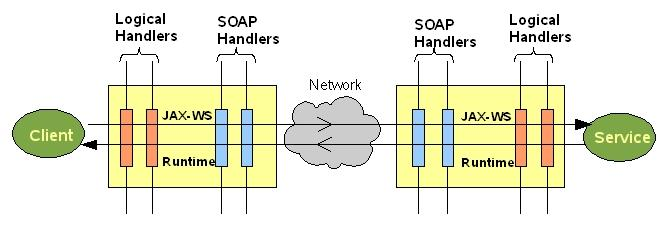 Logical
Handlers
SOAP
Handlers
SOAP
Handlers
Logical
Handlers
Network
JAX-WS
JAX-WS
Client
Service
Runtime
Runtime